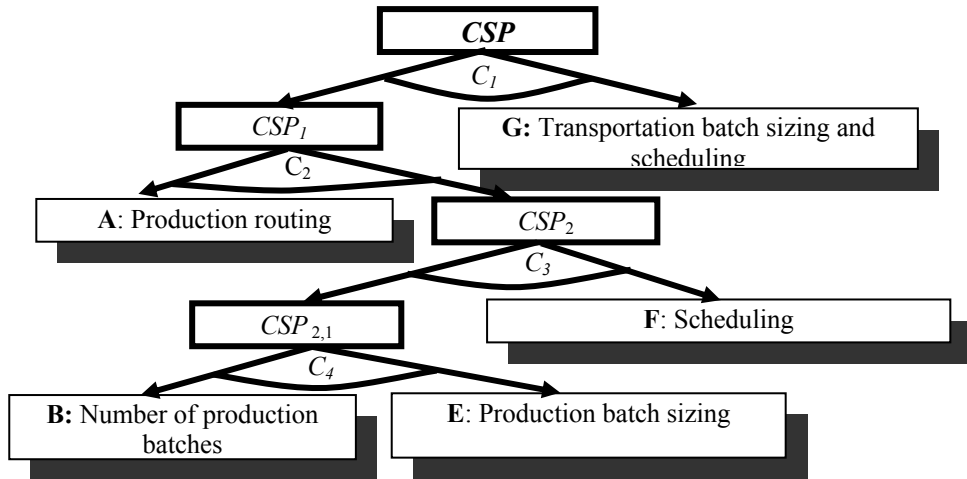 CSP
C1
CSP1
G: Transportation batch sizing and
scheduling
C2
A: Production routing
CSP2
C3
CSP2,1
F: Scheduling
C4
B: Number of production
batches
E: Production batch sizing